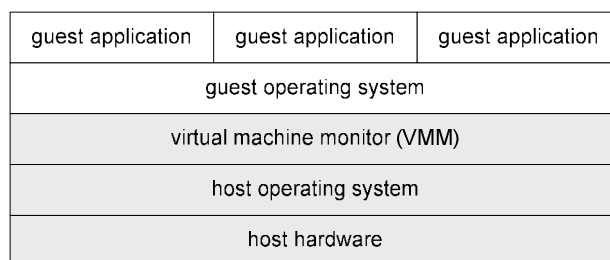 guest application guest application guest application
guest operating system
virtual machine monitor (VMM)
host operating system
host hardware